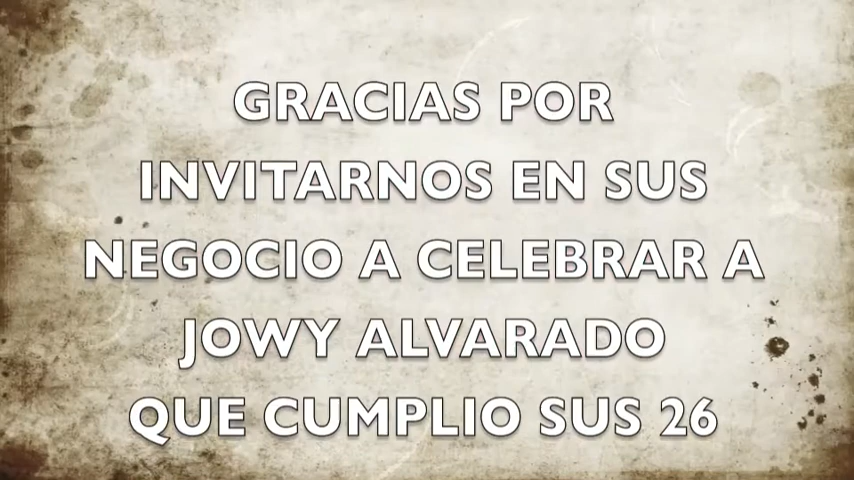 GRACIAS POR
INVITARNOS EN SUS
NEGOCIO A CELEBRAR A
JOWY ALVARADO
QUE CUMPLIO SUS 26